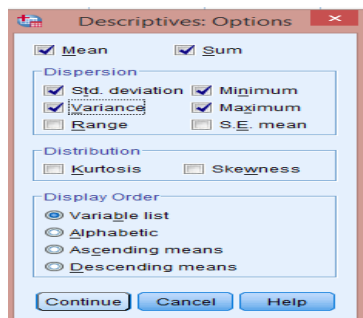 Descriptives: Options
Mean Sum
Dispersion
Std. deviation Minimum
Variance Maximum
Range S.E. mean
Distribution
Kurtosis Skewness
Display Order
Variable list
Alphabetic
Ascending means
Descending means
Continue Cancel Help